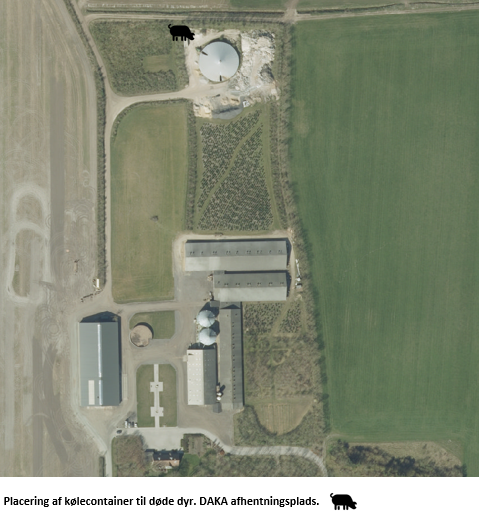 Placering af kølecontainer til døde dyr. DAKA afhentningsplads.